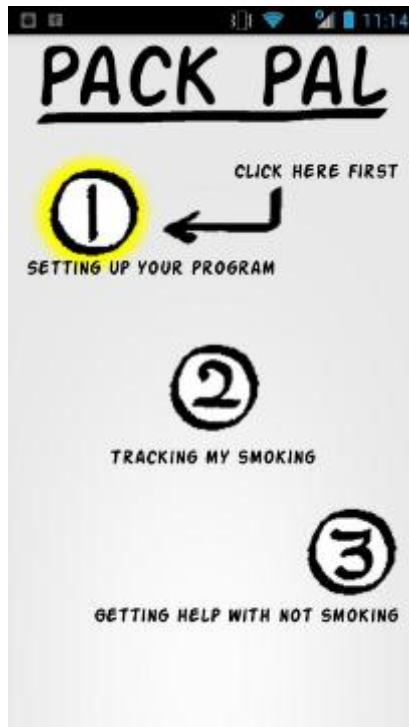 11:14
PACK PAL
CLICK HERE FIRST
1
SETTING UP YOUR PROGRAM
2
TRACKING MY SMOKING
3
GETTING HELP WITH NOT SMOKING